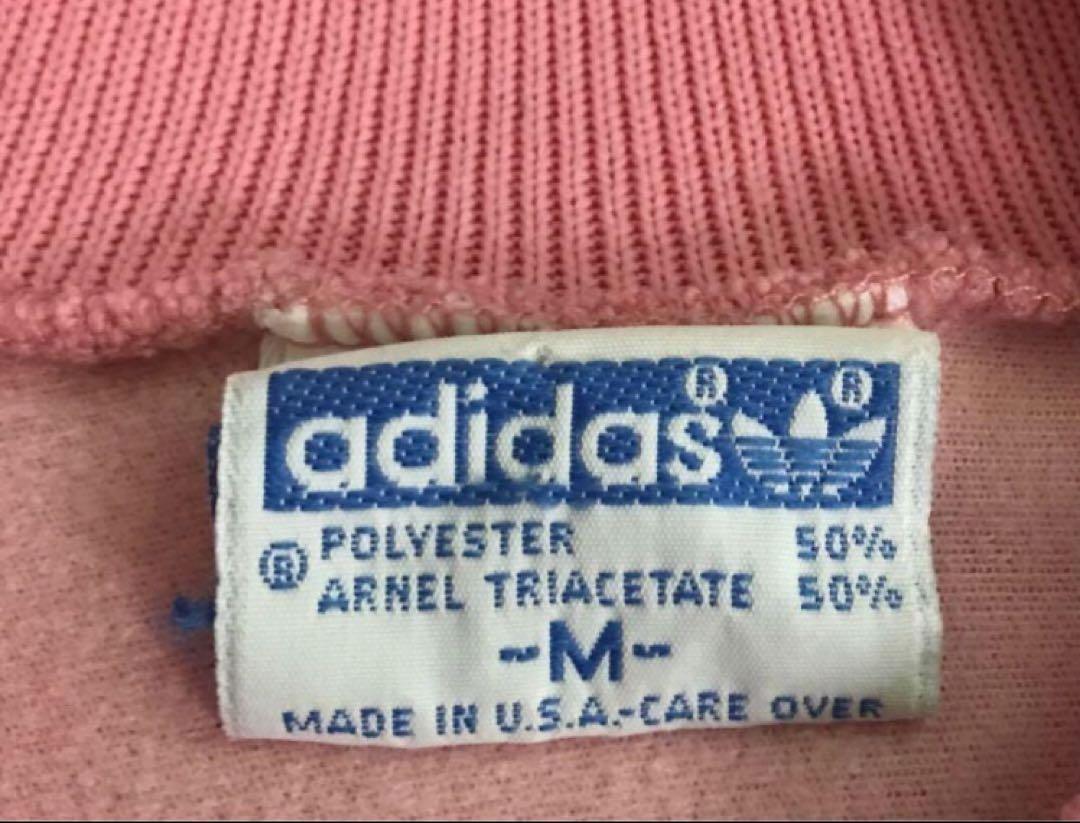 adidas® ®
POLYESTER 50%
® ARNEL TRIACETATE 50%
-M-
MADE IN U.S.A.-CARE OVER